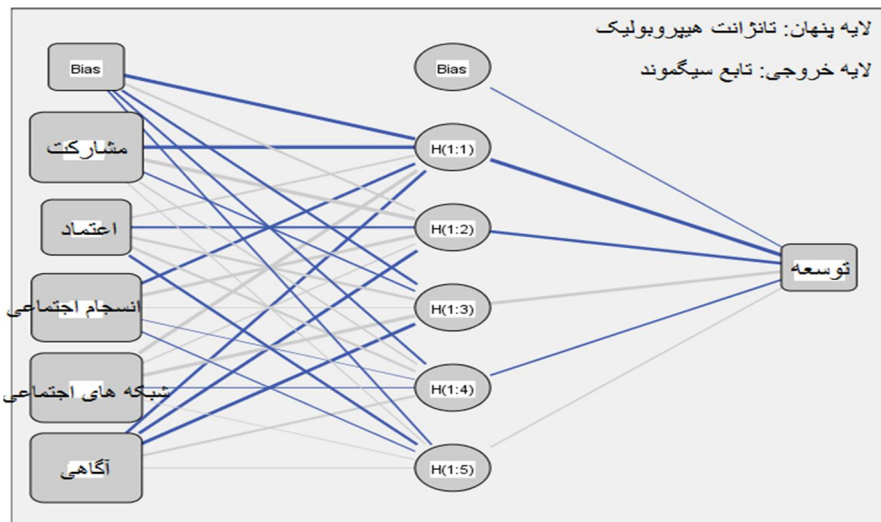 لایه پنهان: تانژانت هیپروبولیک
لایه خروجی: تابع سیگموند
Bias
مشارکت
اعتماد
انسجام اجتماعی
شبکه های اجتماعی
آگاهی
Bias
H(1:1)
H(1:2)
H(1:3)
H(1:4)
H(1:5)
توسعه